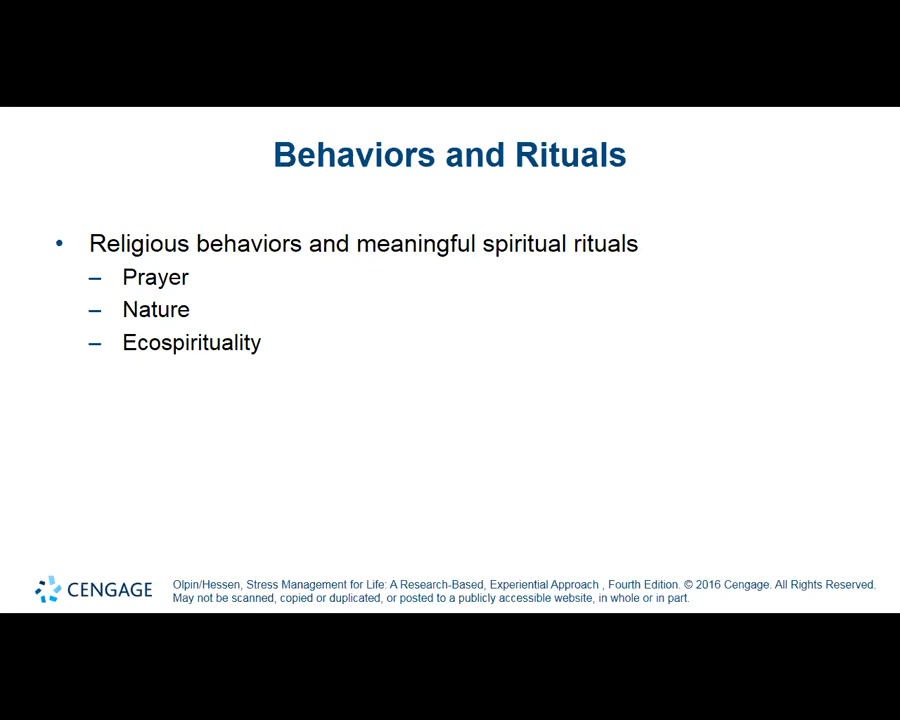 Behaviors and Rituals
• Religious behaviors and meaningful spiritual rituals
– Prayer
– Nature
– Ecospirituality
CENGAGE
Olpin/Hessen, Stress Management for Life: A Research-Based, Experiential Approach , Fourth Edition. © 2016 Cengage. All Rights Reserved.
May not be scanned, copied or duplicated, or posted to a publicly accessible website, in whole or in part.